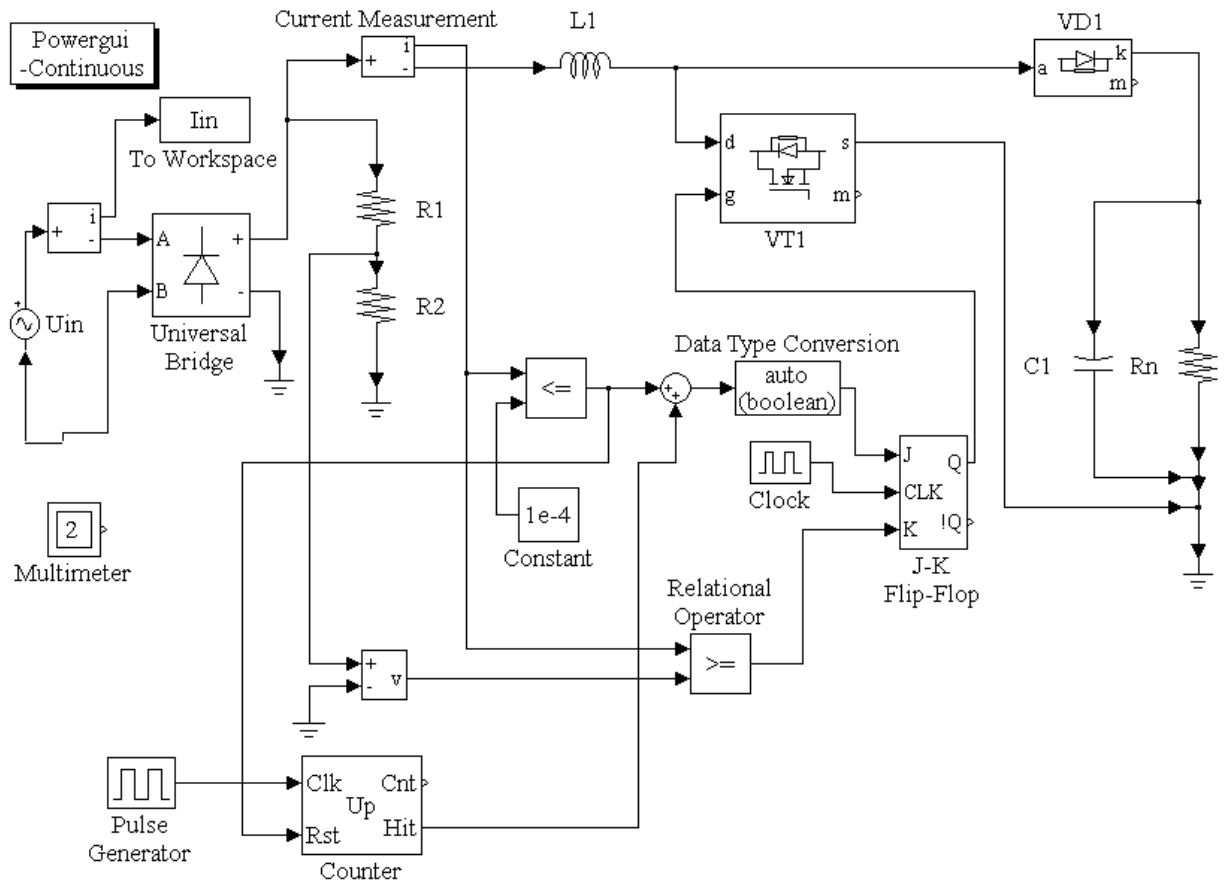 Powergui
-Continuous
Current Measurement
+
i
-
L1
VD1
a
k
m
Iin
To Workspace
+
i
-
A
B
+
-
Universal
Bridge
+
Uin
R1
R2
d
g
s
m
VT1
<=
1e-4
Constant
+
+
Data Type Conversion
auto
(boolean)
Clock
J
CLK
K
Q
!Q
J-K
Flip-Flop
C1
Rn
2
Multimeter
Relational
Operator
>=
+
-
v
Pulse
Generator
Clk
Rst
Up
Cnt
Hit
Counter